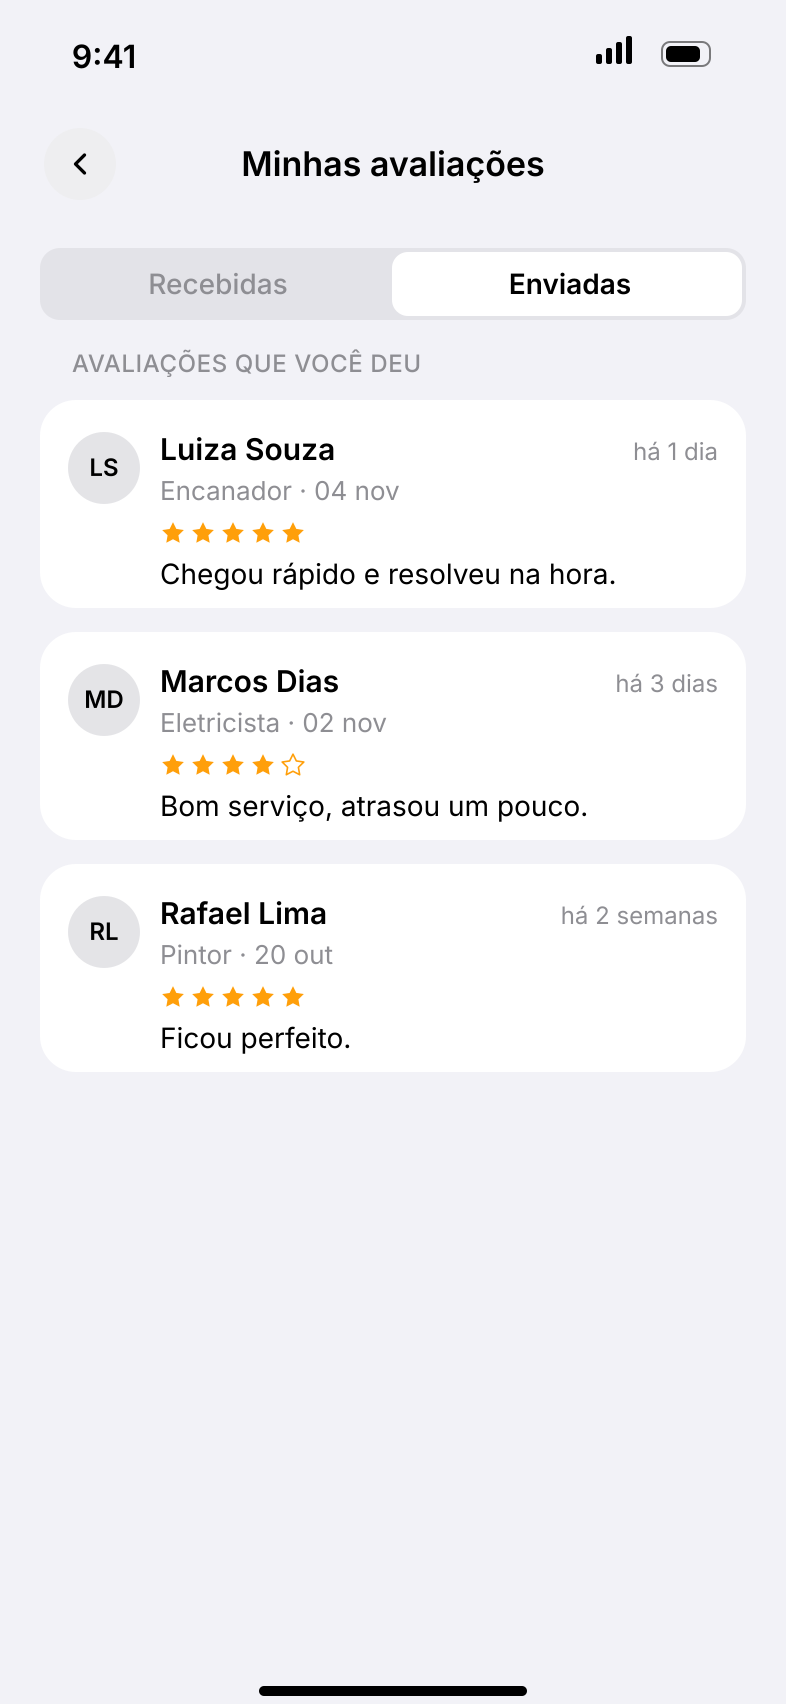 9:41
Minhas avaliações
Recebidas
Enviadas
AVALIAÇÕES QUE VOCÊ DEU
LS
Luiza Souza
há 1 dia
Encanador · 04 nov
Chegou rápido e resolveu na hora.
MD
Marcos Dias
há 3 dias
Eletricista · 02 nov
Bom serviço, atrasou um pouco.
RL
Rafael Lima
há 2 semanas
Pintor · 20 out
Ficou perfeito.